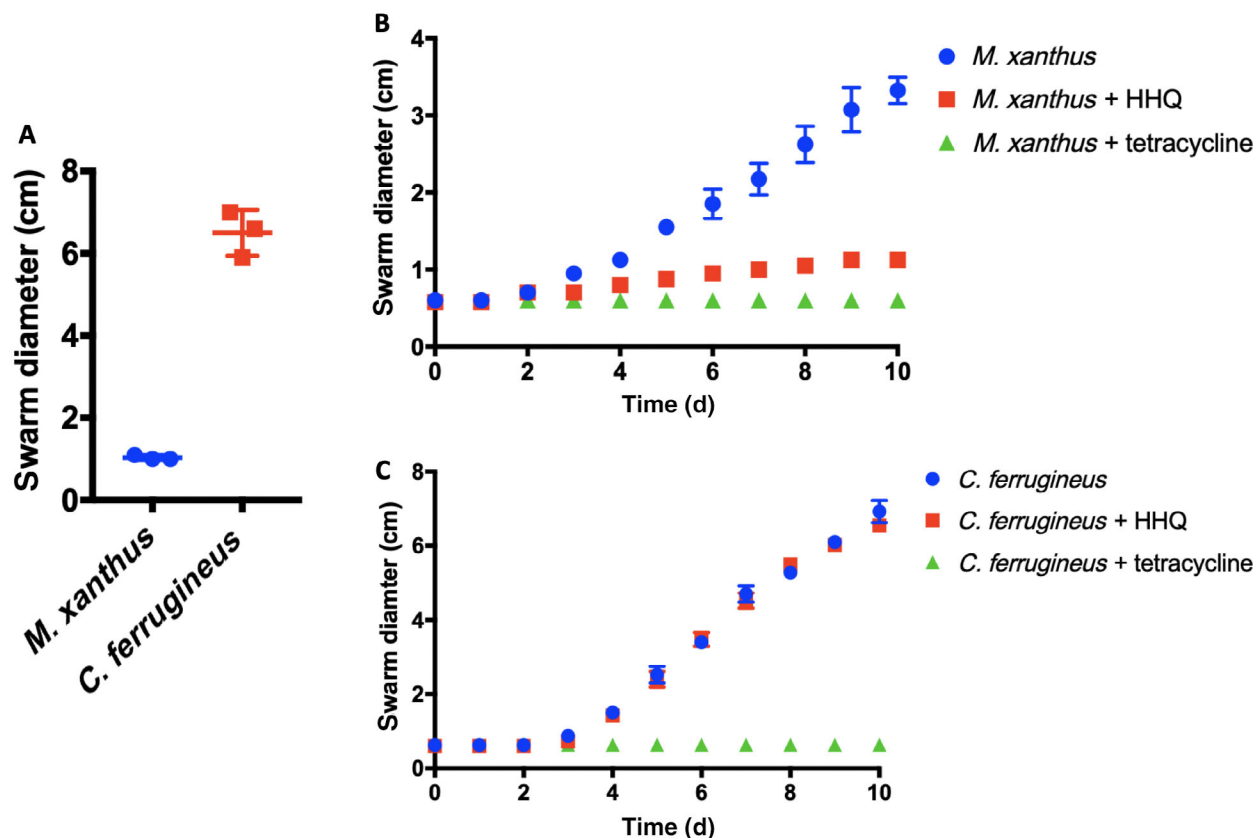 A
Swarm diameter (cm)
8
6
4
2
0
M. xanthus
C. ferrugineus
B
Swarm diameter (cm)
4
3
2
1
0
0 2 4 6 8 10
Time (d)
M. xanthus
M. xanthus + HHQ
M. xanthus + tetracycline
C
Swarm diamter (cm)
8
6
4
2
0
0 2 4 6 8 10
Time (d)
C. ferrugineus
C. ferrugineus + HHQ
C. ferrugineus + tetracycline